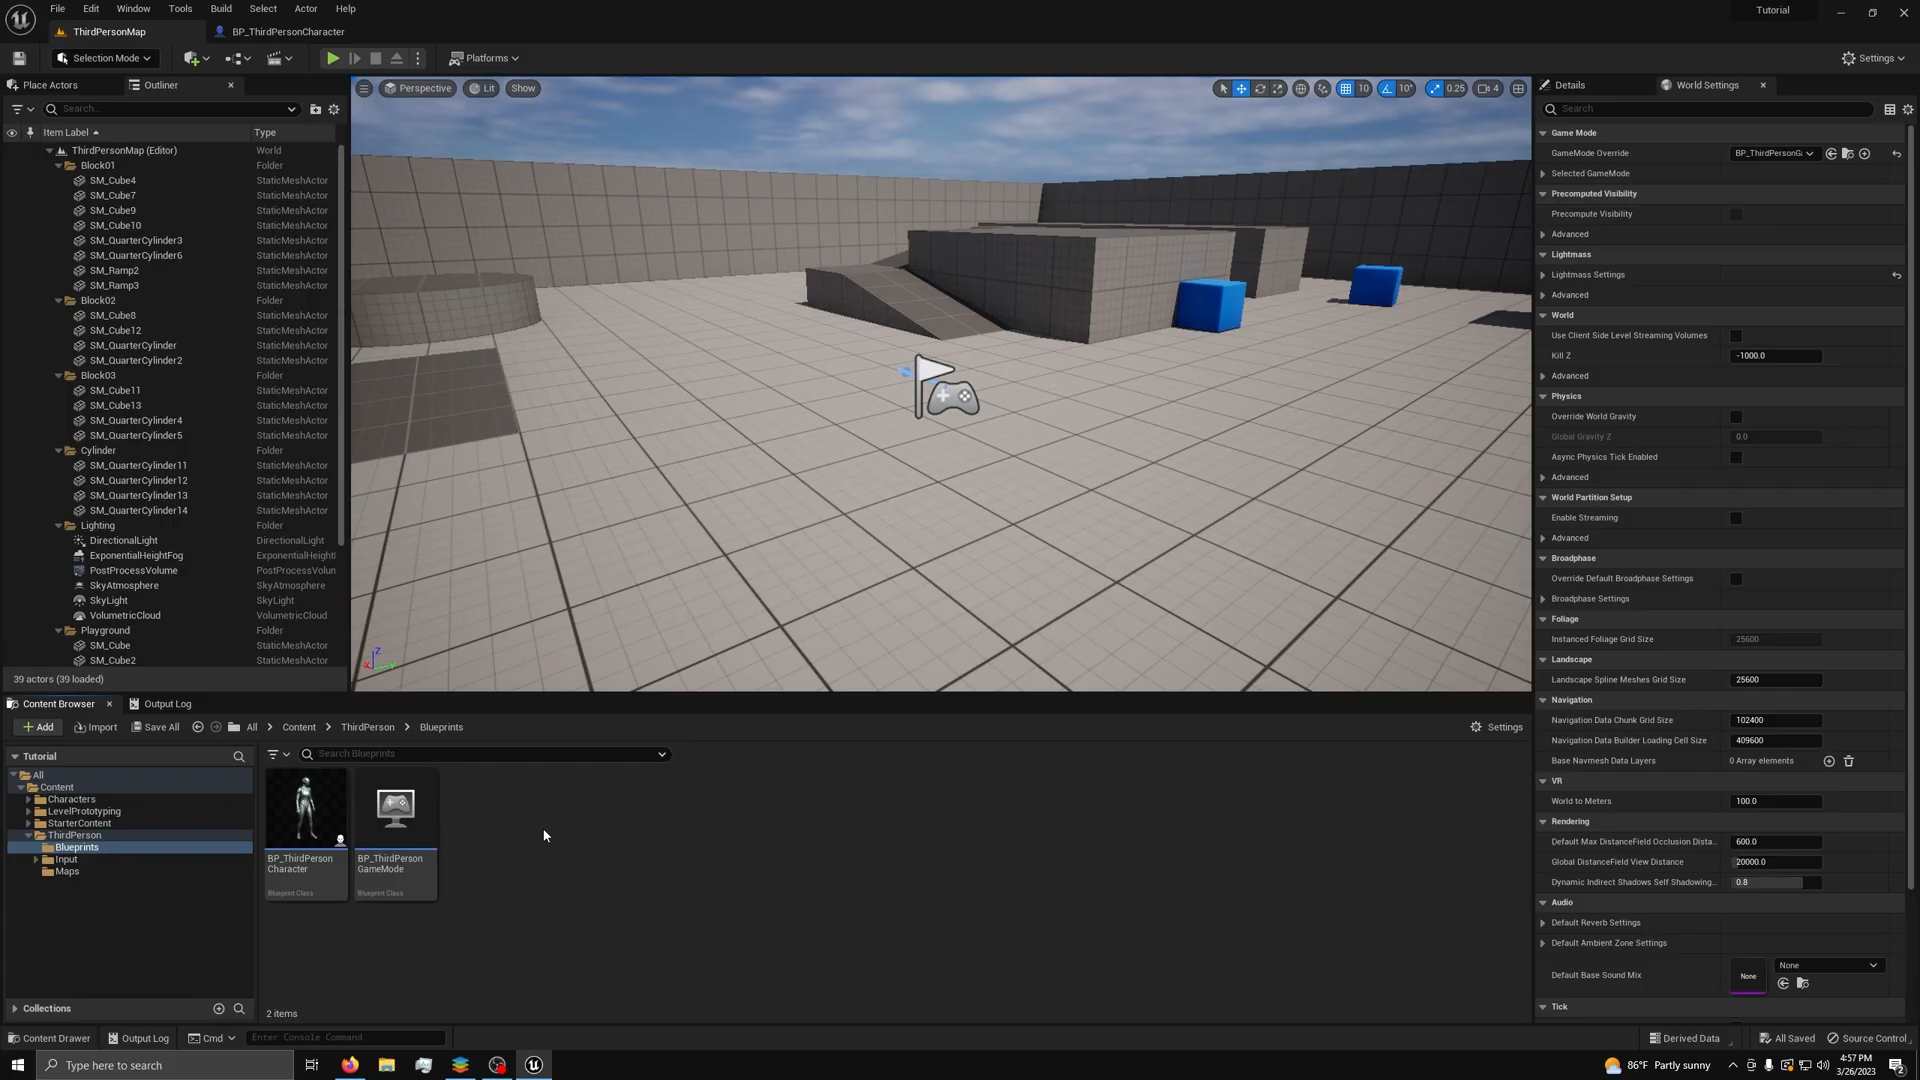 File Edit Window Tools Build Select Actor Help
Tutorial
ThirdPersonMap
BP_ThirdPersonCharacter
Selection Mode
Platforms
Settings
Place Actors
Outliner
Search...
Item Label
Type
ThirdPersonMap (Editor) World
Block01 Folder
SM_Cube4 StaticMeshActor
SM_Cube7 StaticMeshActor
SM_Cube9 StaticMeshActor
SM_Cube10 StaticMeshActor
SM_QuarterCylinder3 StaticMeshActor
SM_QuarterCylinder6 StaticMeshActor
SM_Ramp2 StaticMeshActor
SM_Ramp3 StaticMeshActor
Block02 Folder
SM_Cube8 StaticMeshActor
SM_Cube12 StaticMeshActor
SM_QuarterCylinder StaticMeshActor
SM_QuarterCylinder2 StaticMeshActor
Block03 Folder
SM_Cube11 StaticMeshActor
SM_Cube13 StaticMeshActor
SM_QuarterCylinder4 StaticMeshActor
SM_QuarterCylinder5 StaticMeshActor
Cylinder Folder
SM_QuarterCylinder11 StaticMeshActor
SM_QuarterCylinder12 StaticMeshActor
SM_QuarterCylinder13 StaticMeshActor
SM_QuarterCylinder14 StaticMeshActor
Lighting Folder
DirectionalLight DirectionalLight
ExponentialHeightFog ExponentialHeightI
PostProcessVolume PostProcessVolun
SkyAtmosphere SkyAtmosphere
SkyLight SkyLight
VolumetricCloud VolumetricCloud
Playground Folder
SM_Cube StaticMeshActor
SM_Cube2 StaticMeshActor
39 actors (39 loaded)
Perspective Lit Show
10 10° 0.25 4
X Y Z
Details
World Settings
Search
Game Mode
GameMode Override BP_ThirdPersonGa
Selected GameMode
Precomputed Visibility
Precompute Visibility
Advanced
Lightmass
Lightmass Settings
Advanced
World
Use Client Side Level Streaming Volumes
Kill Z -1000.0
Advanced
Physics
Override World Gravity
Global Gravity Z 0.0
Async Physics Tick Enabled
Advanced
World Partition Setup
Enable Streaming
Advanced
Broadphase
Override Default Broadphase Settings
Broadphase Settings
Foliage
Instanced Foliage Grid Size 25600
Landscape
Landscape Spline Meshes Grid Size 25600
Navigation
Navigation Data Chunk Grid Size 102400
Navigation Data Builder Loading Cell Size 409600
Base Navmesh Data Layers 0 Array elements
VR
World to Meters 100.0
Rendering
Default Max DistanceField Occlusion Dista... 600.0
Global DistanceField View Distance 20000.0
Dynamic Indirect Shadows Self Shadowing... 0.8
Audio
Default Reverb Settings
Default Ambient Zone Settings
Default Base Sound Mix None None
Tick
Content Browser
Output Log
Add Import Save All All Content ThirdPerson Blueprints
Settings
Tutorial
Search Blueprints
All
Content
Characters
LevelPrototyping
StarterContent
ThirdPerson
Blueprints
Input
Maps
Collections
BP_ThirdPerson
Character
Blueprint Class
BP_ThirdPerson
GameMode
Blueprint Class
2 items
Content Drawer Output Log Cmd Enter Console Command
Derived Data All Saved Source Control
Type here to search
86°F Partly sunny
4:57 PM
3/26/2023
2